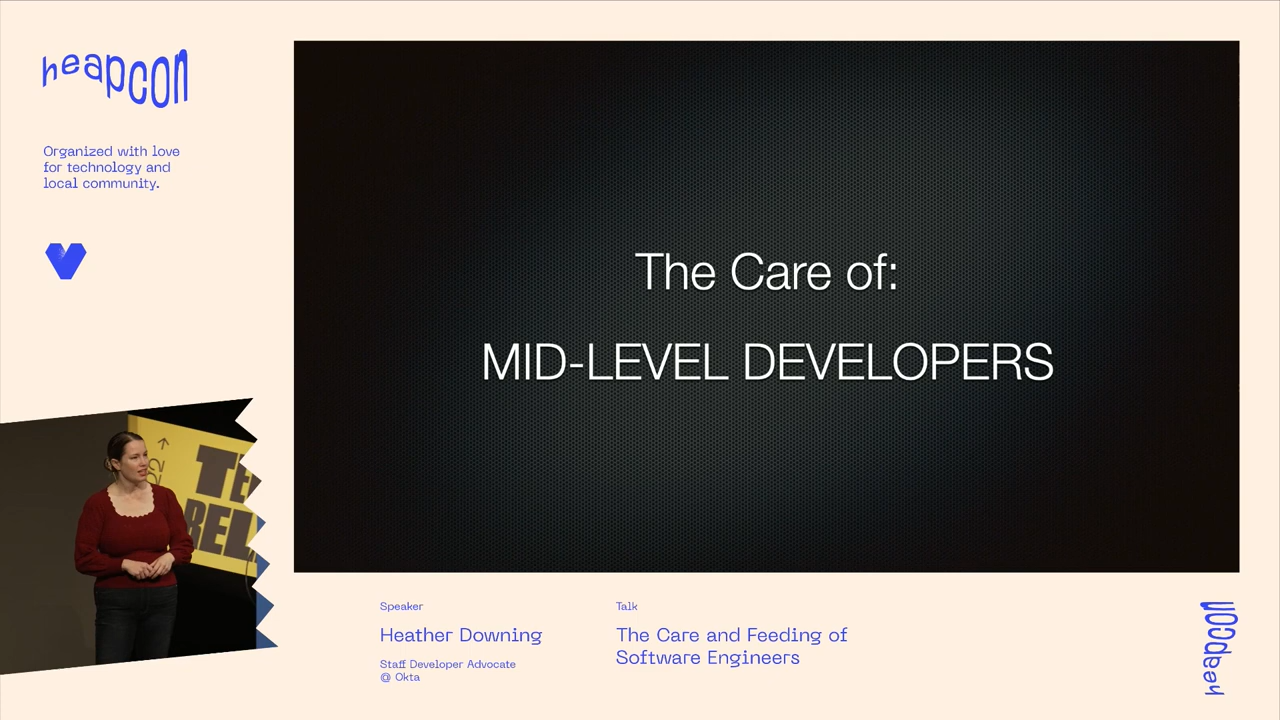 heapcon
Organized with love
for technology and
local community.
The Care of:
MID-LEVEL DEVELOPERS
Speaker
Heather Downing
Staff Developer Advocate
@ Okta
Talk
The Care and Feeding of
Software Engineers
heapcon